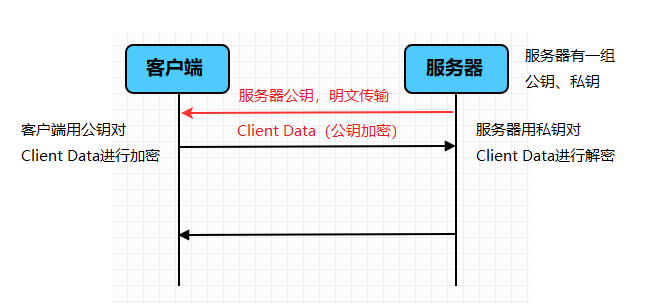 客户端
服务器
服务器有一组
公钥、私钥
服务器公钥，明文传输
客户端用公钥对
Client Data进行加密
Client Data（公钥加密）
服务器用私钥对
Client Data进行解密